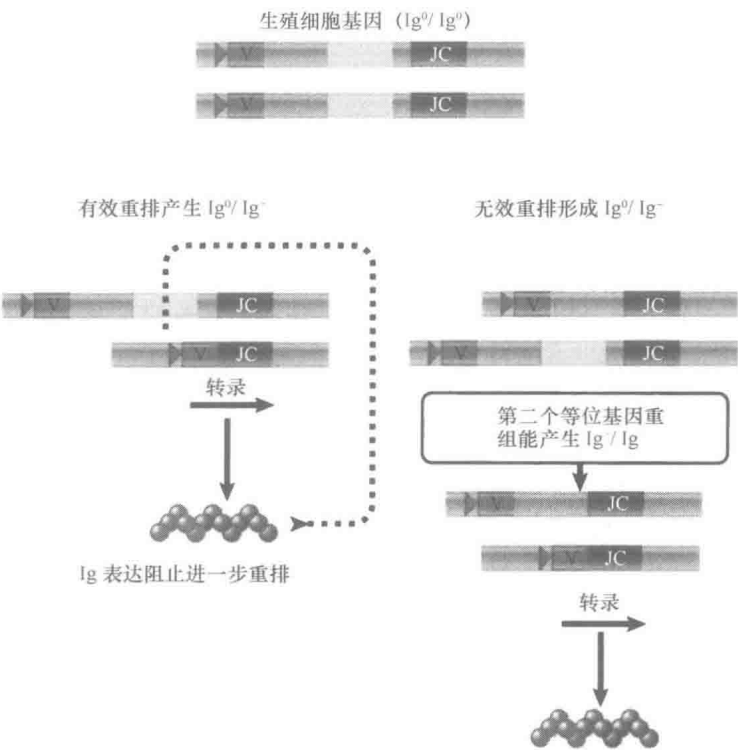 生殖细胞基因（Ig⁰/ Ig⁰）
V JC
V JC
有效重排产生 Ig⁰/ Ig⁻
V JC
V JC
转录
Ig 表达阻止进一步重排
无效重排形成 Ig⁰/ Ig⁻
V JC
V JC
第二个等位基因重
组能产生 Ig⁻/ Ig
V JC
V JC
转录